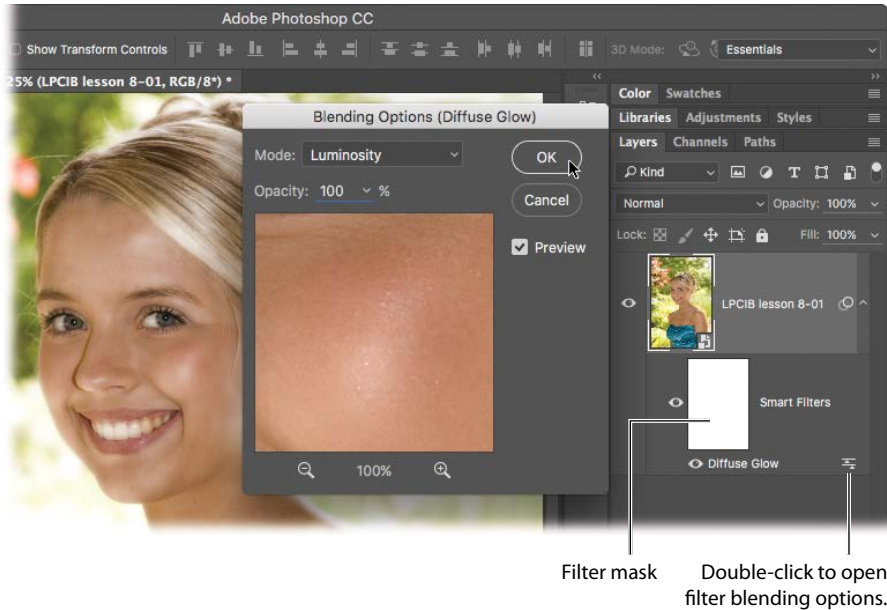 Adobe Photoshop CC
Show Transform Controls
3D Mode:
Essentials
25% (LPCIB lesson 8-01, RGB/8*) *
Color Swatches
Libraries Adjustments Styles
Layers Channels Paths
Kind
Normal
Opacity: 100%
Lock:
Fill: 100%
LPCIB lesson 8-01
Smart Filters
Diffuse Glow
Blending Options (Diffuse Glow)
Mode: Luminosity
Opacity: 100 %
OK
Cancel
Preview
100%
Filter mask
Double-click to open
filter blending options.